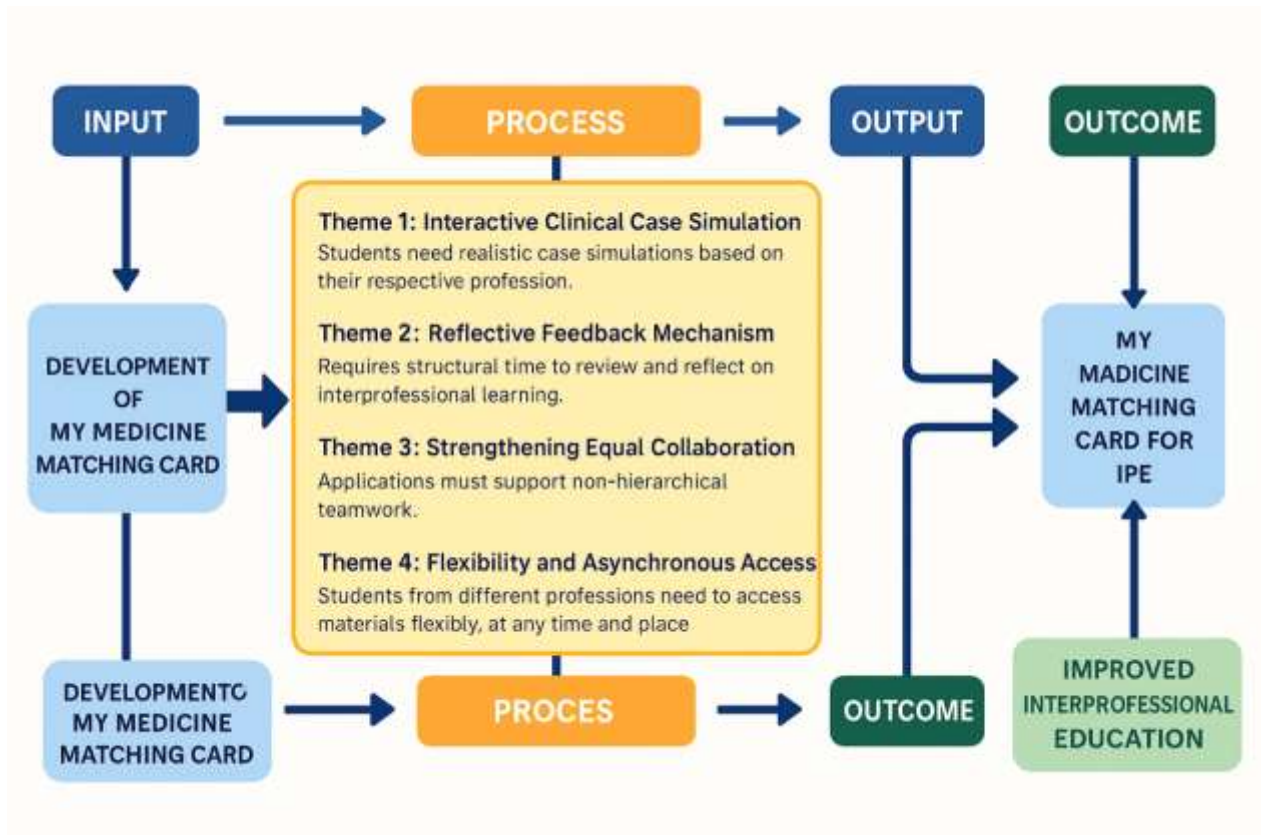 INPUT
PROCESS
OUTPUT
OUTCOME
Theme 1: Interactive Clinical Case Simulation
Students need realistic case simulations based on
their respective profession.
Theme 2: Reflective Feedback Mechanism
Requires structural time to review and reflect on
interprofessional learning.
Theme 3: Strengthening Equal Collaboration
Applications must support non-hierarchical
teamwork.
Theme 4: Flexibility and Asynchronous Access
Students from different professions need to access
materials flexibly, at any time and place
DEVELOPMENT
OF
MY MEDICINE
MATCHING CARD
MY
MADICINE
MATCHING
CARD FOR
IPE
DEVELOPMENTC
MY MEDICINE
MATCHING CARD
PROCES
OUTCOME
IMPROVED
INTERPROFESSIONAL
EDUCATION